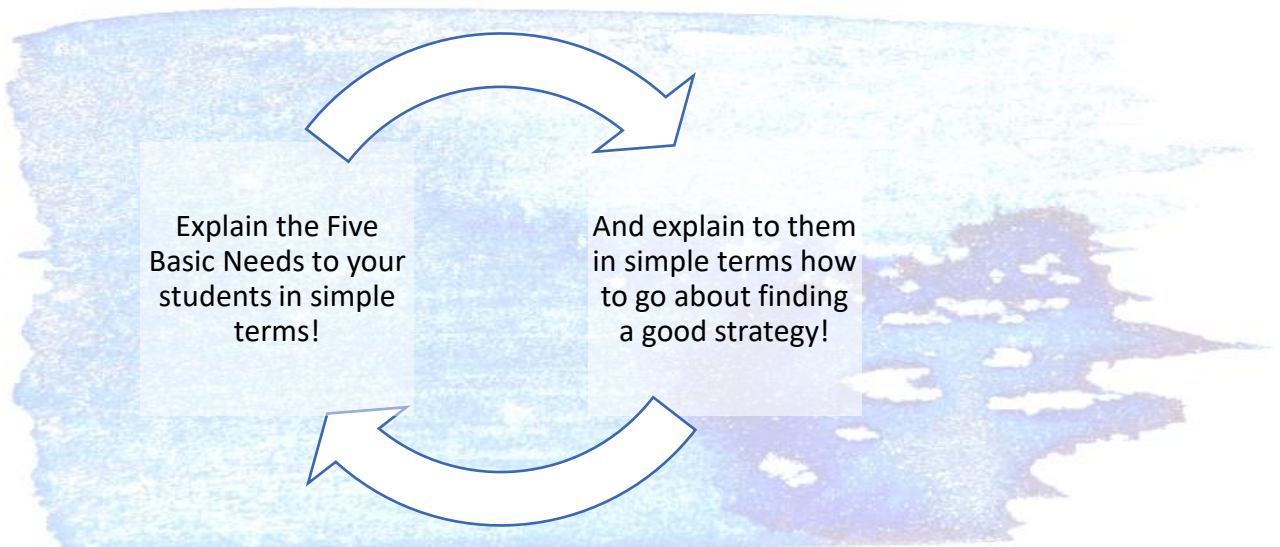 Explain the Five
Basic Needs to your
students in simple
terms!
And explain to them
in simple terms how
to go about finding
a good strategy!